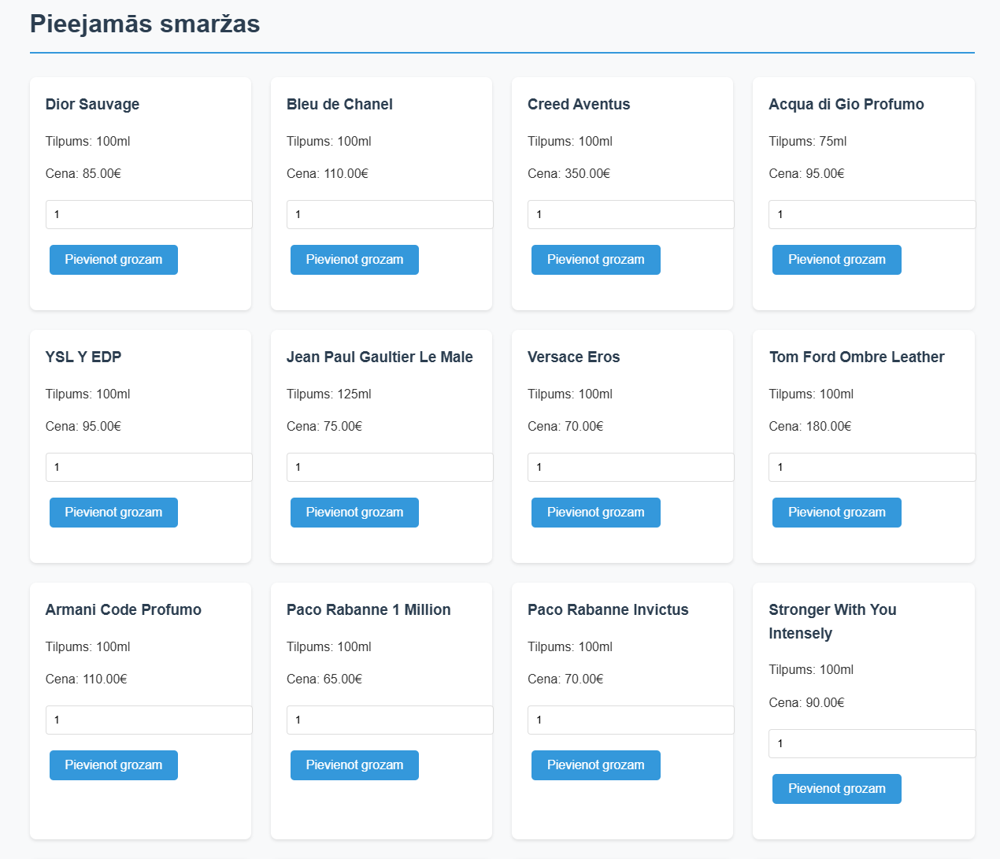 Pieejamās smaržas
Dior Sauvage
Tilpums: 100ml
Cena: 85.00€
1
Pievienot grozam
Bleu de Chanel
Tilpums: 100ml
Cena: 110.00€
1
Pievienot grozam
Creed Aventus
Tilpums: 100ml
Cena: 350.00€
1
Pievienot grozam
Acqua di Gio Profumo
Tilpums: 75ml
Cena: 95.00€
1
Pievienot grozam
YSL Y EDP
Tilpums: 100ml
Cena: 95.00€
1
Pievienot grozam
Jean Paul Gaultier Le Male
Tilpums: 125ml
Cena: 75.00€
1
Pievienot grozam
Versace Eros
Tilpums: 100ml
Cena: 70.00€
1
Pievienot grozam
Tom Ford Ombre Leather
Tilpums: 100ml
Cena: 180.00€
1
Pievienot grozam
Armani Code Profumo
Tilpums: 100ml
Cena: 110.00€
1
Pievienot grozam
Paco Rabanne 1 Million
Tilpums: 100ml
Cena: 65.00€
1
Pievienot grozam
Paco Rabanne Invictus
Tilpums: 100ml
Cena: 70.00€
1
Pievienot grozam
Stronger With You
Intensely
Tilpums: 100ml
Cena: 90.00€
1
Pievienot grozam